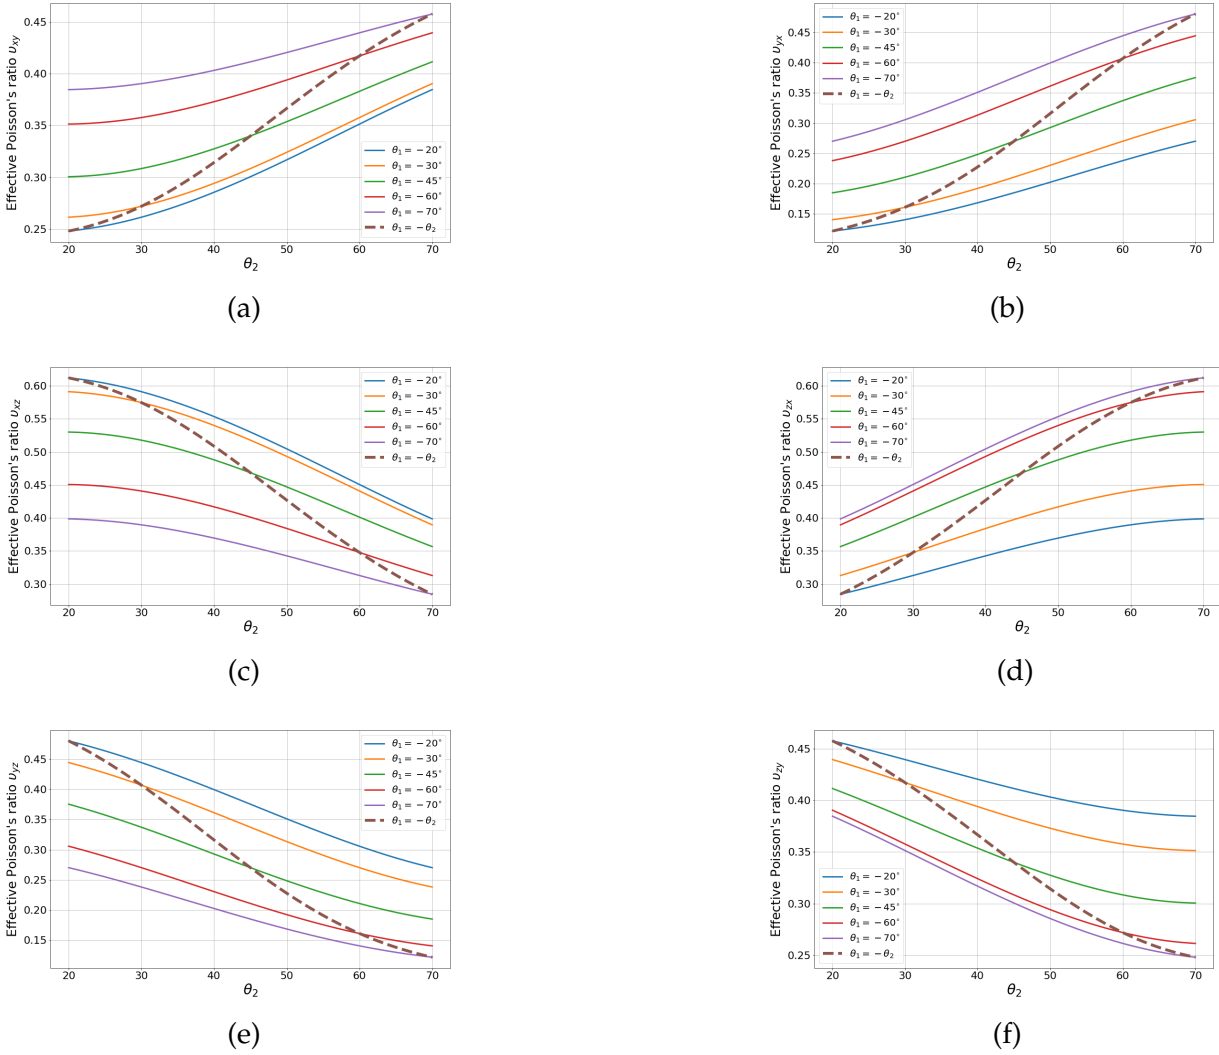 Effective Poisson's ratio υxy
0.45
0.40
0.35
0.30
0.25
20 30 40 50 60 70
θ2
θ1 = −20°
θ1 = −30°
θ1 = −45°
θ1 = −60°
θ1 = −70°
θ1 = −θ2
(a)
Effective Poisson's ratio υyx
0.45
0.40
0.35
0.30
0.25
0.20
0.15
20 30 40 50 60 70
θ2
θ1 = −20°
θ1 = −30°
θ1 = −45°
θ1 = −60°
θ1 = −70°
θ1 = −θ2
(b)
Effective Poisson's ratio υxz
0.60
0.55
0.50
0.45
0.40
0.35
0.30
20 30 40 50 60 70
θ2
θ1 = −20°
θ1 = −30°
θ1 = −45°
θ1 = −60°
θ1 = −70°
θ1 = −θ2
(c)
Effective Poisson's ratio υzx
0.60
0.55
0.50
0.45
0.40
0.35
0.30
20 30 40 50 60 70
θ2
θ1 = −20°
θ1 = −30°
θ1 = −45°
θ1 = −60°
θ1 = −70°
θ1 = −θ2
(d)
Effective Poisson's ratio υyz
0.45
0.40
0.35
0.30
0.25
0.20
0.15
20 30 40 50 60 70
θ2
θ1 = −20°
θ1 = −30°
θ1 = −45°
θ1 = −60°
θ1 = −70°
θ1 = −θ2
(e)
Effective Poisson's ratio υzy
0.45
0.40
0.35
0.30
0.25
20 30 40 50 60 70
θ2
θ1 = −20°
θ1 = −30°
θ1 = −45°
θ1 = −60°
θ1 = −70°
θ1 = −θ2
(f)